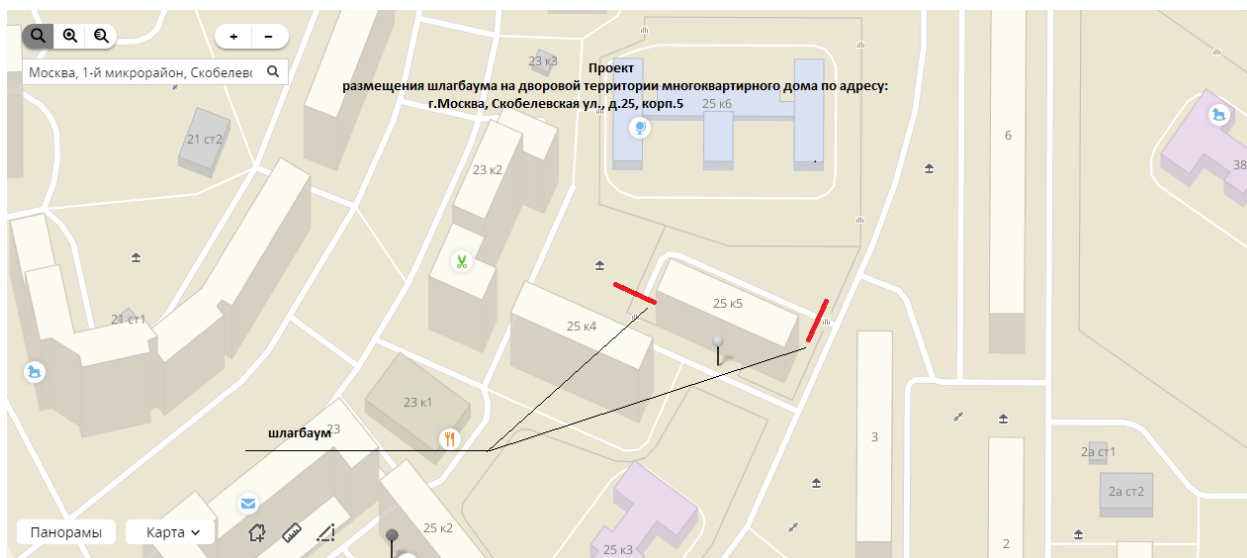 + −
Москва, 1-й микрорайон, Скобелевс
23 к3
Проект
размещения шлагбаума на дворовой территории многоквартирного дома по адресу:
г.Москва, Скобелевская ул., д.25, корп.5
25 к6
21 ст2
6
23 к2
38
25 к5
21 ст1
25 к4
23 к1
шлагбаум
23
3
2а ст1
2а ст2
Панорамы
Карта
25 к2
25 к3
2